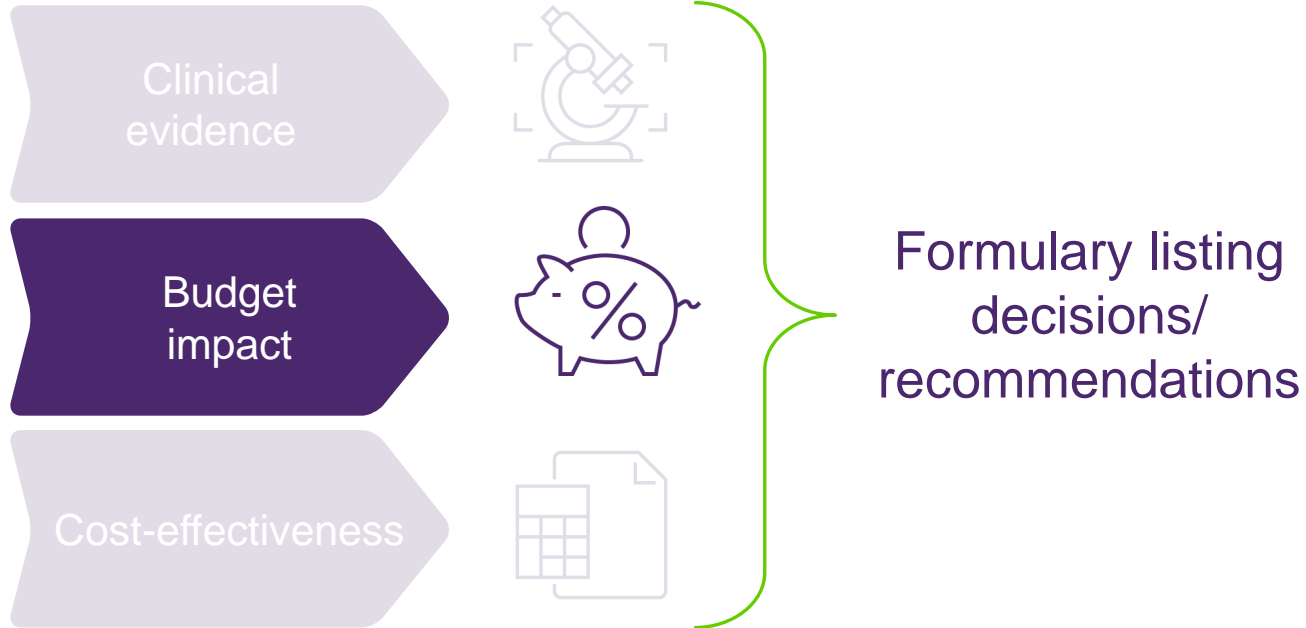 Clinical
evidence
Budget
impact
Cost-effectiveness
Formulary listing
decisions/
recommendations